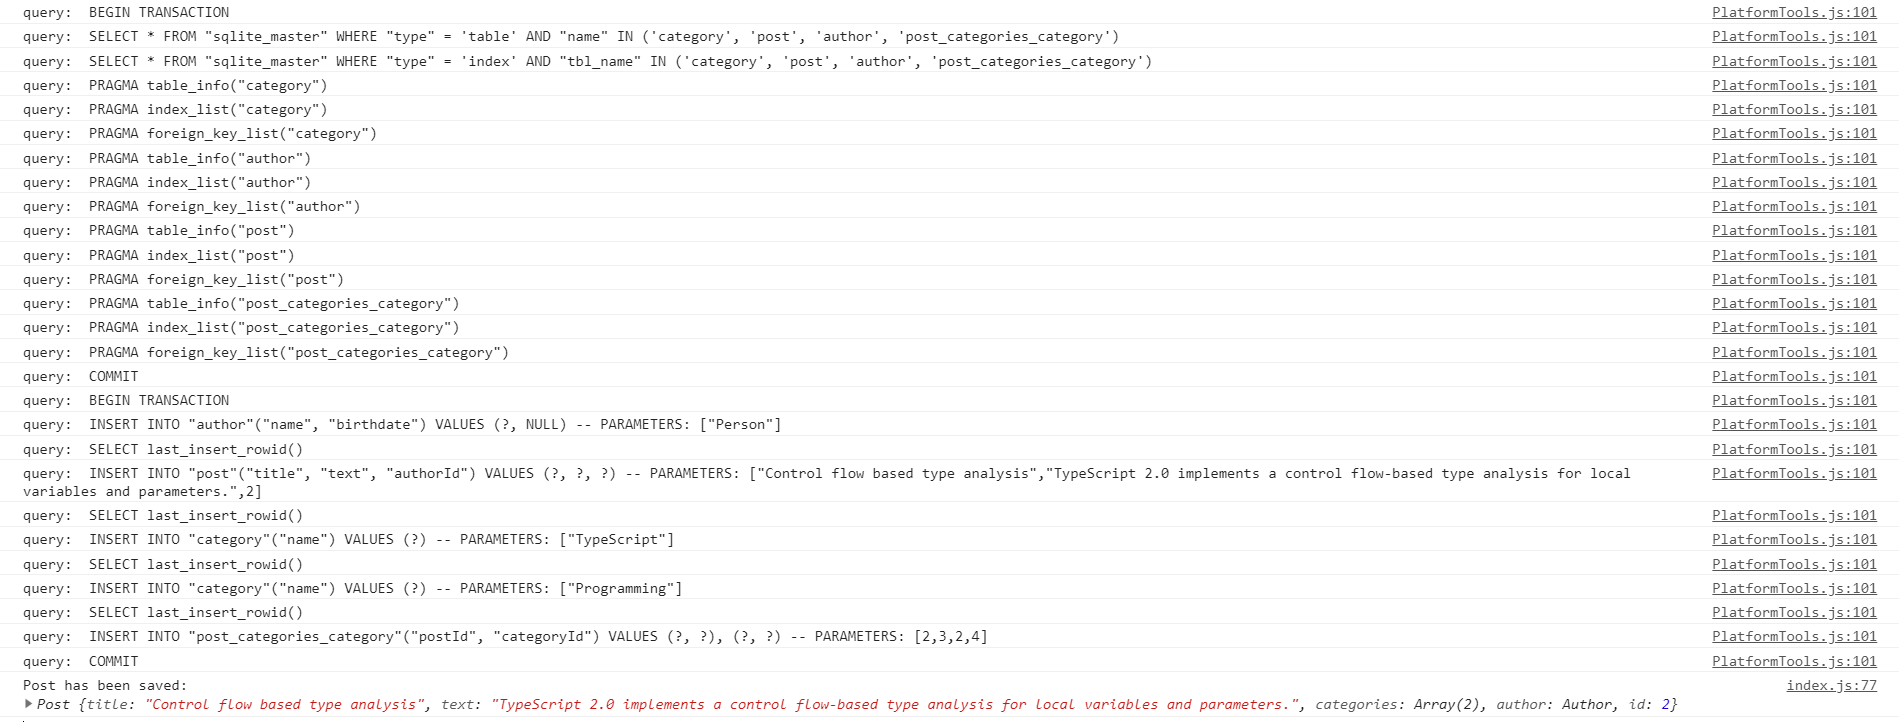 query:  BEGIN TRANSACTION PlatformTools.js:101
query:  SELECT * FROM "sqlite_master" WHERE "type" = 'table' AND "name" IN ('category', 'post', 'author', 'post_categories_category') PlatformTools.js:101
query:  SELECT * FROM "sqlite_master" WHERE "type" = 'index' AND "tbl_name" IN ('category', 'post', 'author', 'post_categories_category') PlatformTools.js:101
query:  PRAGMA table_info("category") PlatformTools.js:101
query:  PRAGMA index_list("category") PlatformTools.js:101
query:  PRAGMA foreign_key_list("category") PlatformTools.js:101
query:  PRAGMA table_info("author") PlatformTools.js:101
query:  PRAGMA index_list("author") PlatformTools.js:101
query:  PRAGMA foreign_key_list("author") PlatformTools.js:101
query:  PRAGMA table_info("post") PlatformTools.js:101
query:  PRAGMA index_list("post") PlatformTools.js:101
query:  PRAGMA foreign_key_list("post") PlatformTools.js:101
query:  PRAGMA table_info("post_categories_category") PlatformTools.js:101
query:  PRAGMA index_list("post_categories_category") PlatformTools.js:101
query:  PRAGMA foreign_key_list("post_categories_category") PlatformTools.js:101
query:  COMMIT PlatformTools.js:101
query:  BEGIN TRANSACTION PlatformTools.js:101
query:  INSERT INTO "author"("name", "birthdate") VALUES (?, NULL) -- PARAMETERS: ["Person"] PlatformTools.js:101
query:  SELECT last_insert_rowid() PlatformTools.js:101
query:  INSERT INTO "post"("title", "text", "authorId") VALUES (?, ?, ?) -- PARAMETERS: ["Control flow based type analysis","TypeScript 2.0 implements a control flow-based type analysis for local PlatformTools.js:101
variables and parameters.",2]
query:  SELECT last_insert_rowid() PlatformTools.js:101
query:  INSERT INTO "category"("name") VALUES (?) -- PARAMETERS: ["TypeScript"] PlatformTools.js:101
query:  SELECT last_insert_rowid() PlatformTools.js:101
query:  INSERT INTO "category"("name") VALUES (?) -- PARAMETERS: ["Programming"] PlatformTools.js:101
query:  SELECT last_insert_rowid() PlatformTools.js:101
query:  INSERT INTO "post_categories_category"("postId", "categoryId") VALUES (?, ?), (?, ?) -- PARAMETERS: [2,3,2,4] PlatformTools.js:101
query:  COMMIT PlatformTools.js:101
Post has been saved: index.js:77
Post {title: "Control flow based type analysis", text: "TypeScript 2.0 implements a control flow-based type analysis for local variables and parameters.", categories: Array(2), author: Author, id: 2}